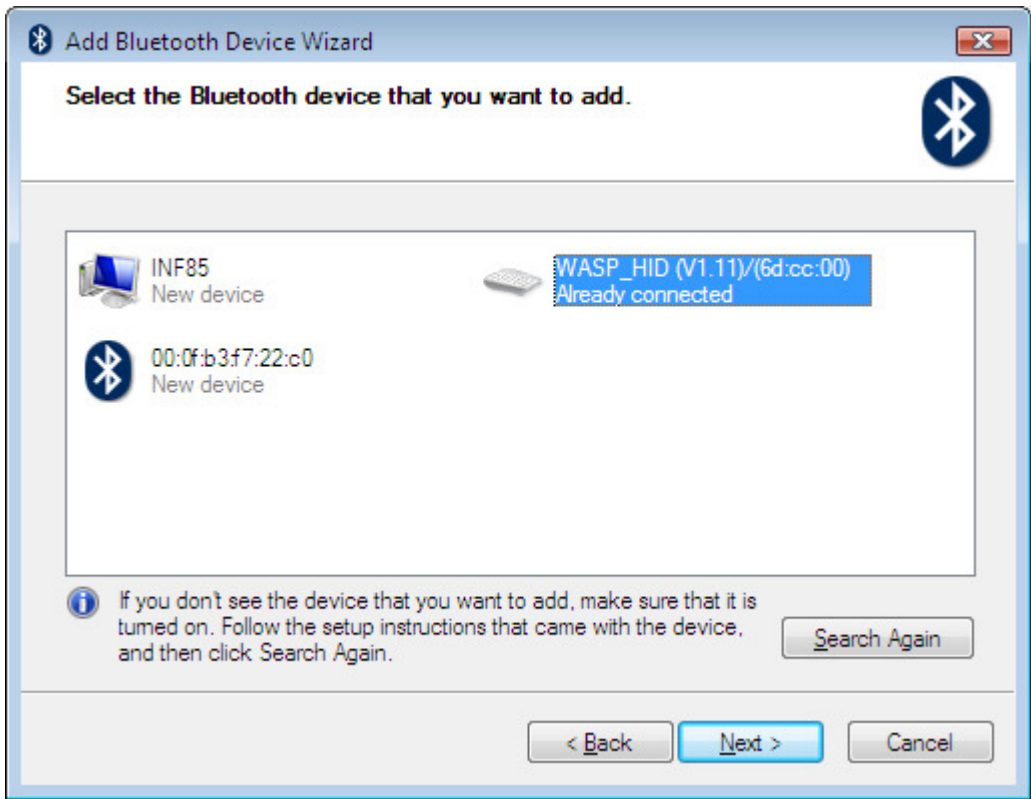 Add Bluetooth Device Wizard
Select the Bluetooth device that you want to add.
INF85
New device
WASP_HID (V1.11)/(6d:cc:00)
Already connected
00:0f:b3:f7:22:c0
New device
If you don't see the device that you want to add, make sure that it is
turned on. Follow the setup instructions that came with the device,
and then click Search Again.
Search Again
< Back
Next >
Cancel